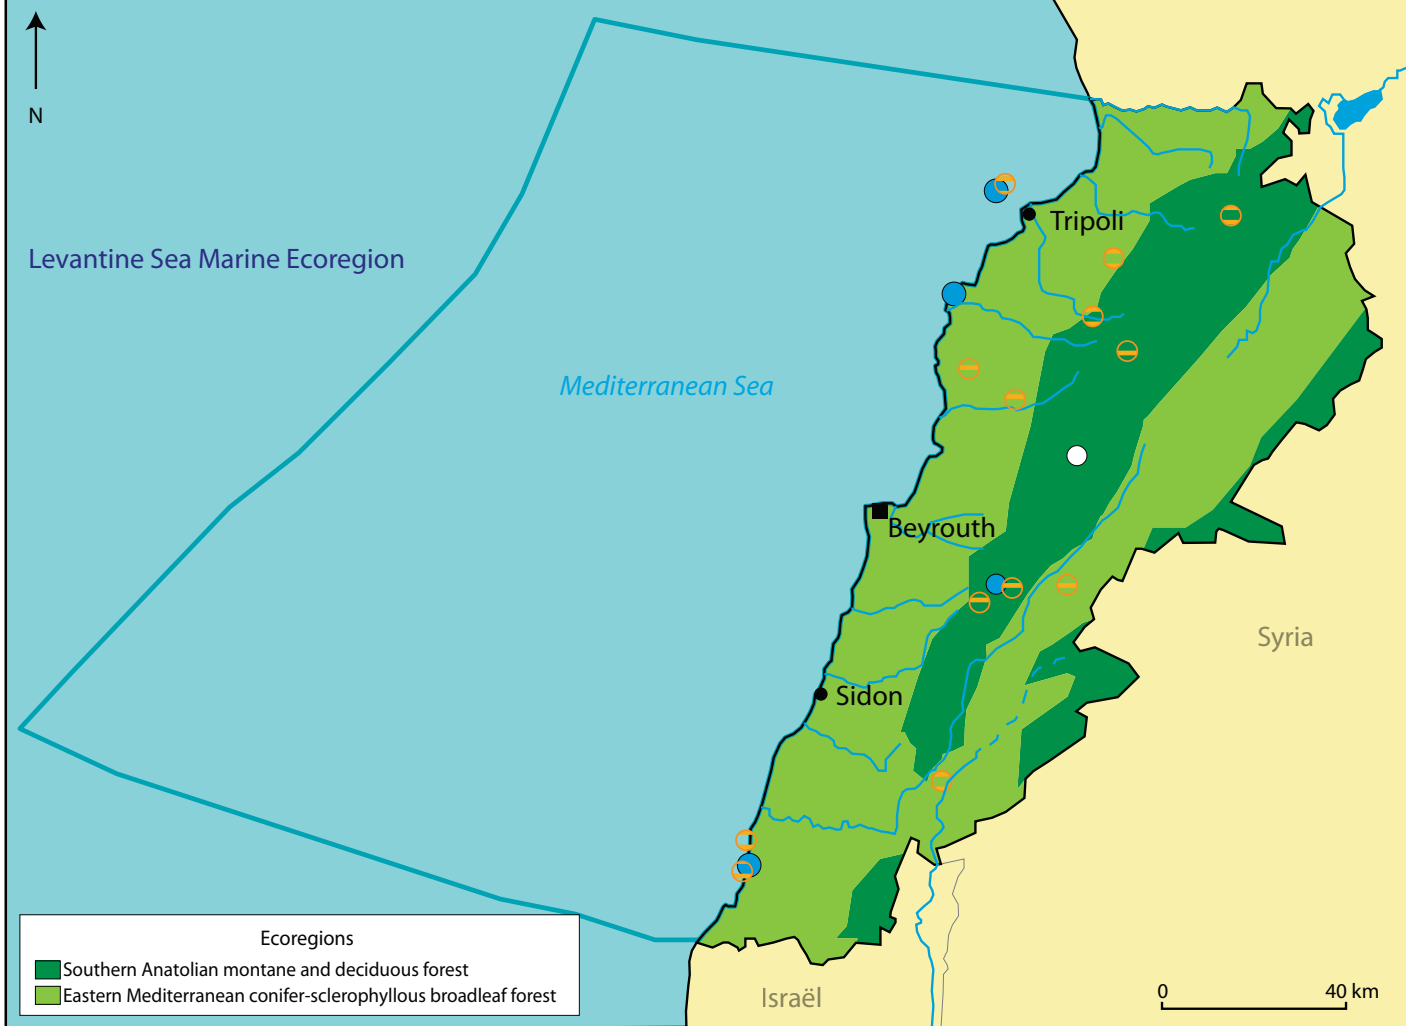 N
Tripoli
Levantine Sea Marine Ecoregion
Mediterranean Sea
Beyrouth
Syria
Sidon
Ecoregions
Southern Anatolian montane and deciduous forest
Eastern Mediterranean conifer-sclerophyllous broadleaf forest
Israël
0 40 km